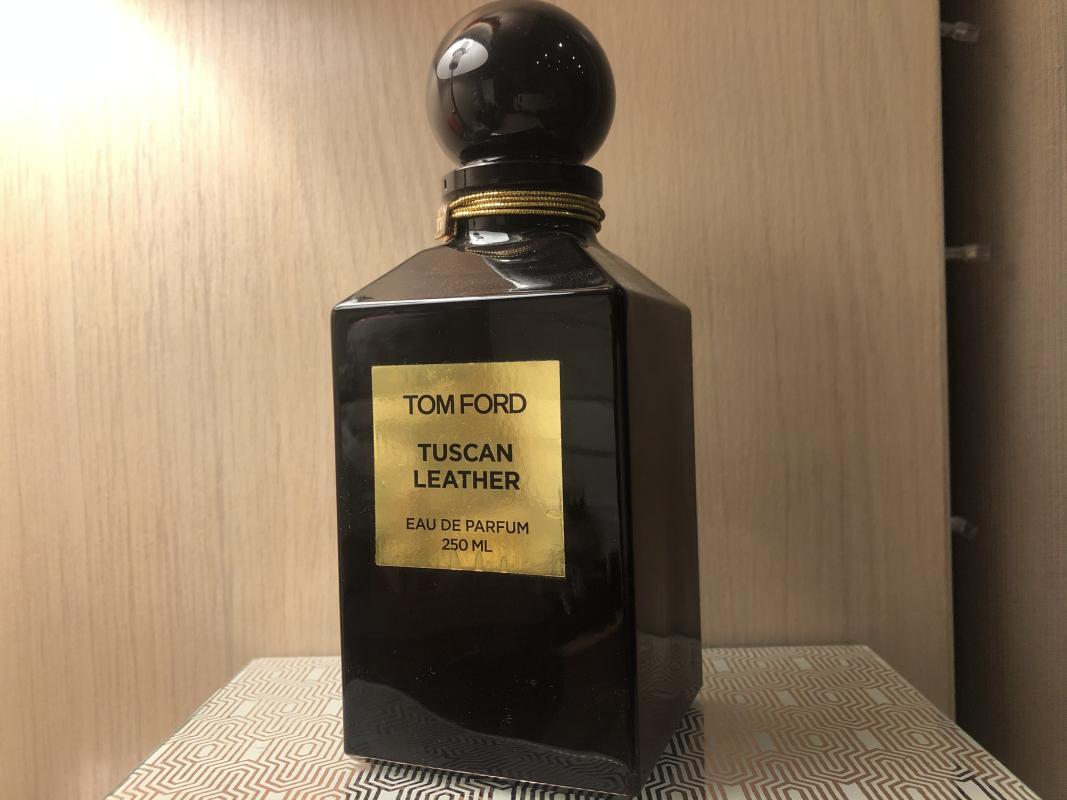 TOM FORD
TUSCAN
LEATHER
EAU DE PARFUM
250 ML